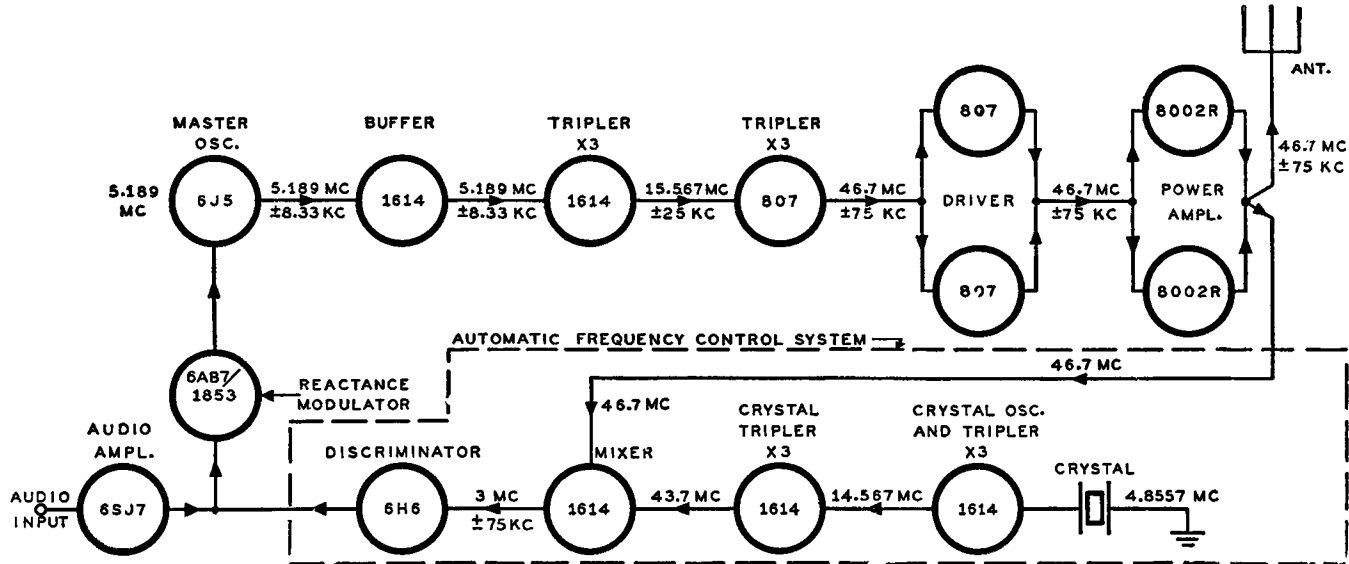 ANT.
MASTER
OSC.
BUFFER
TRIPLER
X3
TRIPLER
X3
807
8002R
46.7 MC
±75 KC
5.189
MC
6J5
5.189 MC
±8.33 KC
1614
5.189 MC
±8.33 KC
1614
15.567MC
±25 KC
807
46.7 MC
±75 KC
DRIVER
46.7 MC
±75 KC
POWER
AMPL.
807
8002R
AUTOMATIC FREQUENCY CONTROL SYSTEM
46.7 MC
6AB7/
1853
REACTANCE
MODULATOR
46.7 MC
AUDIO
AMPL.
DISCRIMINATOR
MIXER
CRYSTAL
TRIPLER
X3
CRYSTAL OSC.
AND TRIPLER
X3
CRYSTAL
AUDIO
INPUT
6SJ7
6H6
3 MC
±75 KC
1614
43.7 MC
1614
14.567 MC
1614
4.8557 MC